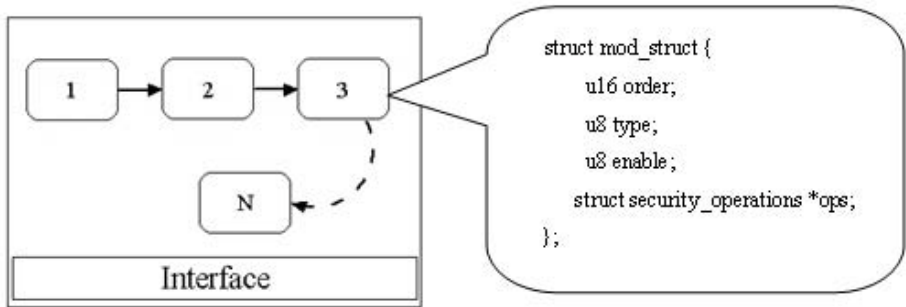 1
2
3
N
Interface
struct mod_struct {
u16 order;
u8 type;
u8 enable;
struct security_operations *ops;
};